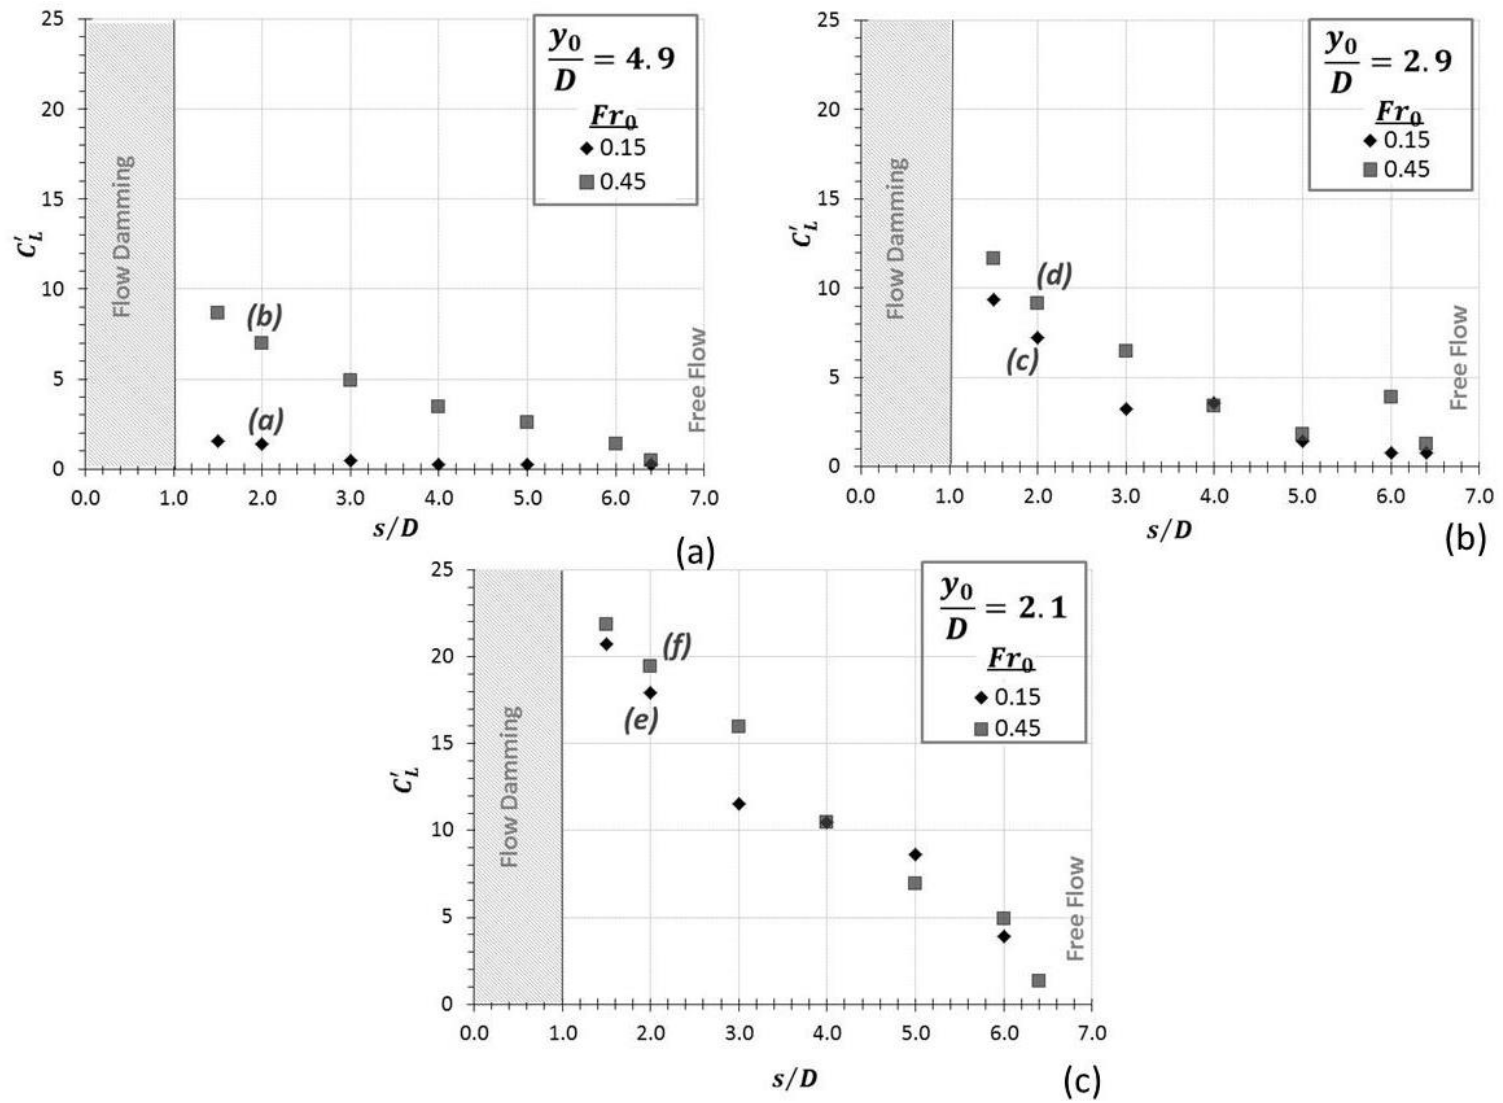 25
20
15
10
5
0
C'L
Flow Damming
y0/D = 4.9
Fr0
0.15
0.45
(b)
(a)
Free Flow
0.0 1.0 2.0 3.0 4.0 5.0 6.0 7.0
s/D
(a)
25
20
15
10
5
0
C'L
Flow Damming
y0/D = 2.9
Fr0
0.15
0.45
(d)
(c)
Free Flow
0.0 1.0 2.0 3.0 4.0 5.0 6.0 7.0
s/D
(b)
25
20
15
10
5
0
C'L
Flow Damming
y0/D = 2.1
Fr0
0.15
0.45
(f)
(e)
Free Flow
0.0 1.0 2.0 3.0 4.0 5.0 6.0 7.0
s/D
(c)